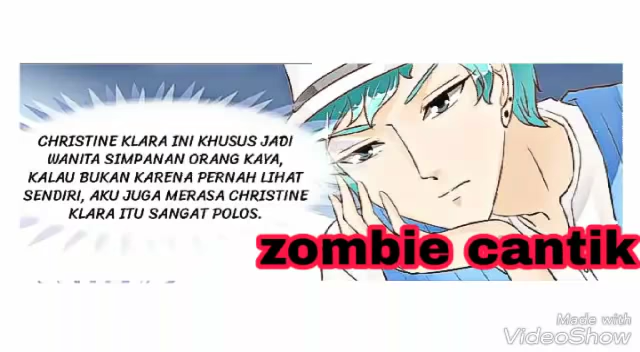 CHRISTINE KLARA INI KHUSUS JADI
WANITA SIMPANAN ORANG KAYA,
KALAU BUKAN KARENA PERNAH LIHAT
SENDIRI, AKU JUGA MERASA CHRISTINE
KLARA ITU SANGAT POLOS.
zombie cantik
Made with
VideoShow